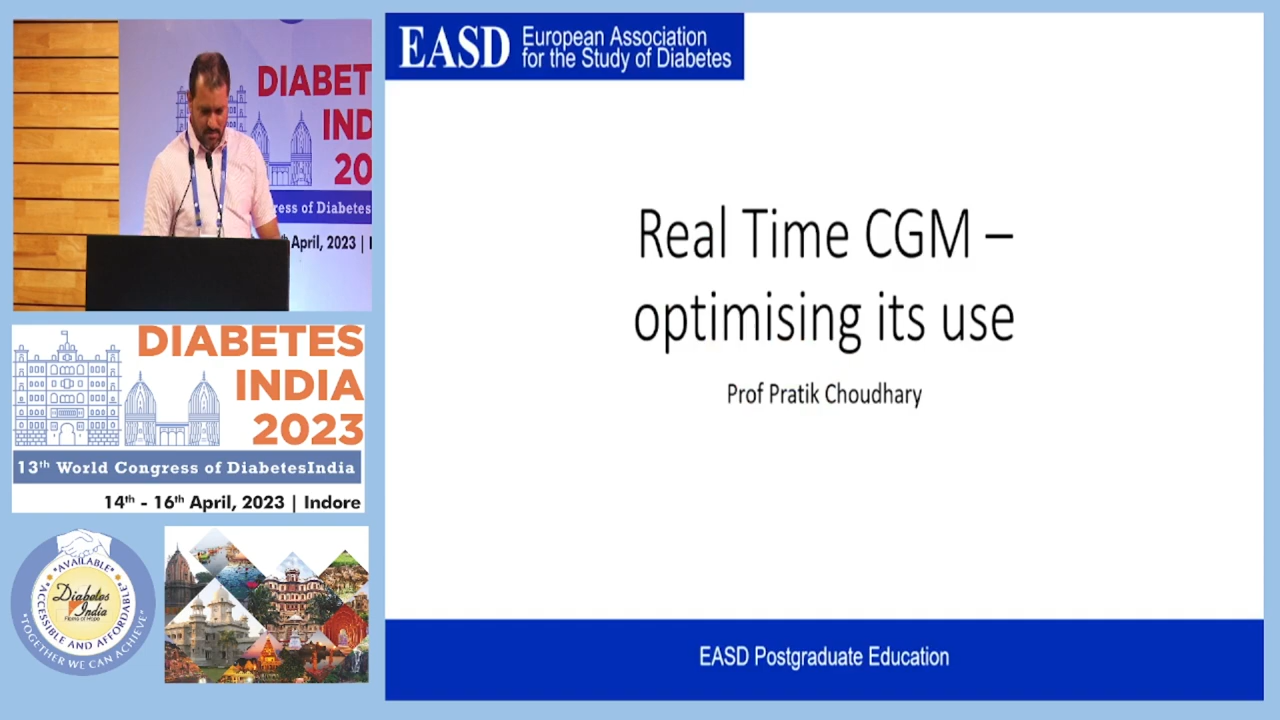 DIABET
IND
20
ress of Diabetes
April, 2023 |
DIABETES
INDIA
2023
13th World Congress of DiabetesIndia
14th - 16th April, 2023 | Indore
AVAILABLE
ACCESSIBLE AND AFFORDABLE
Diabetes
India
"TOGETHER WE CAN ACHIEVE"
EASD European Association
for the Study of Diabetes
Real Time CGM –
optimising its use
Prof Pratik Choudhary
EASD Postgraduate Education